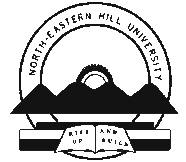 NORTH-EASTERN HILL UNIVERSITY
RISE AND
UP BUILD